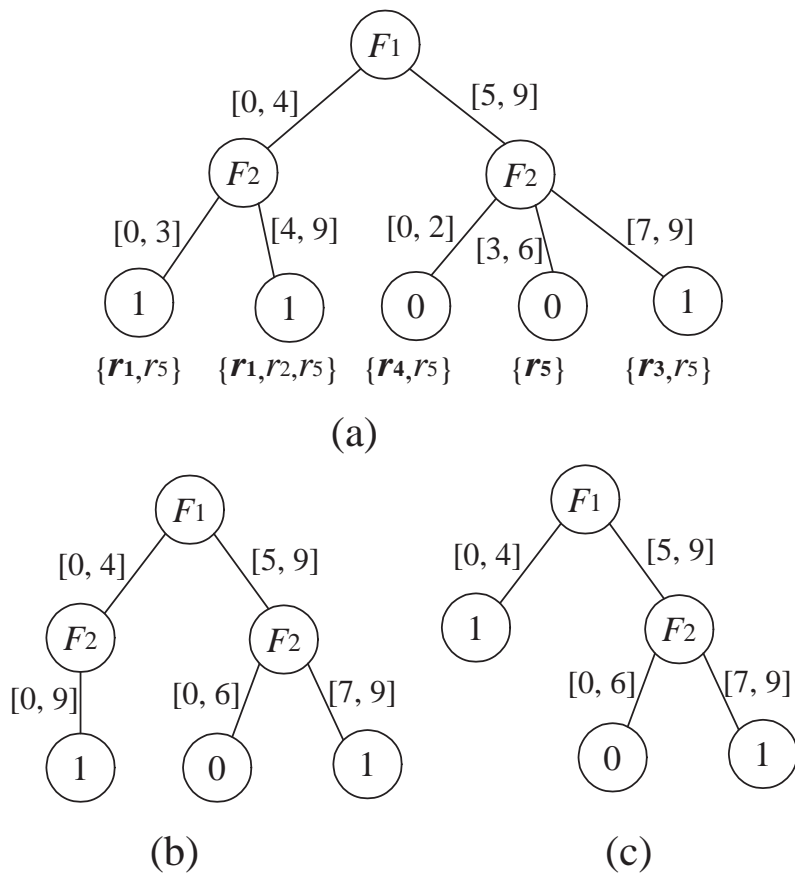 F1
[0, 4] [5, 9]
F2 F2
[0, 3] [4, 9] [0, 2] [3, 6] [7, 9]
1 1 0 0 1
{r1,r5} {r1,r2,r5} {r4,r5} {r5} {r3,r5}
(a)
F1 F1
[0, 4] [5, 9] [0, 4] [5, 9]
F2 F2 1 F2
[0, 9] [0, 6] [7, 9] [0, 6] [7, 9]
1 0 1 0 1
(b) (c)